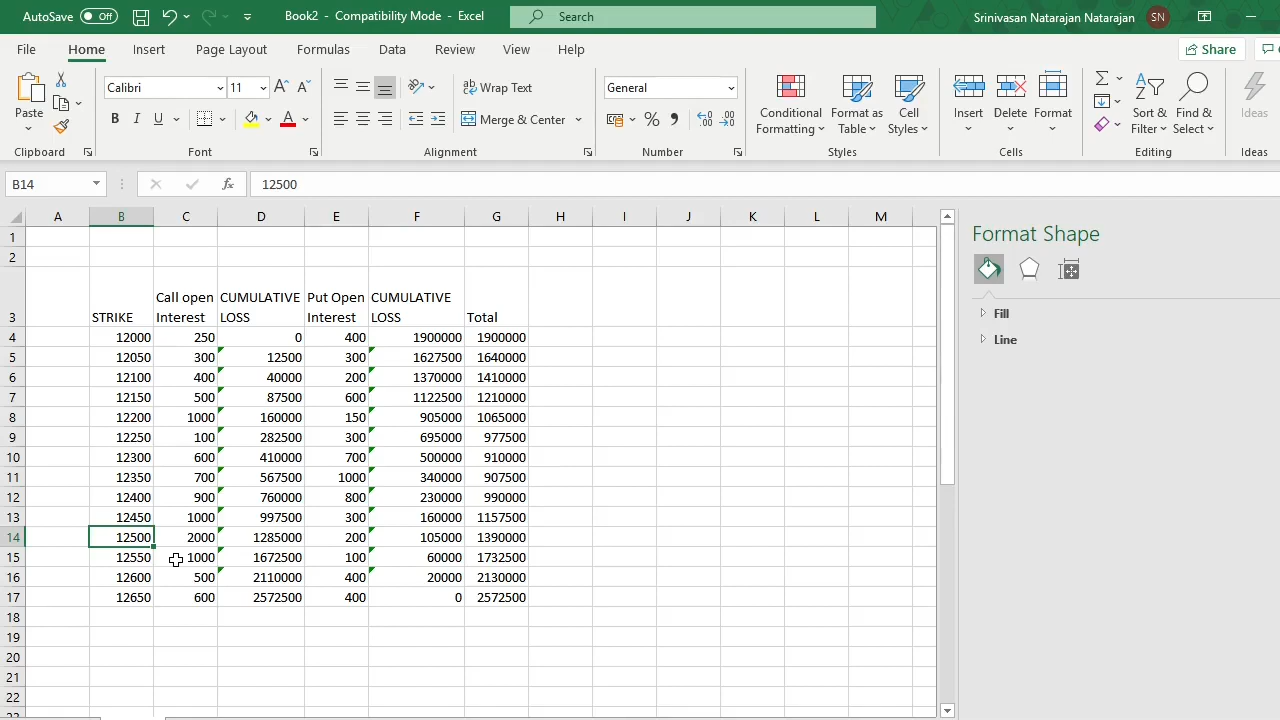 AutoSave Off Book2 - Compatibility Mode - Excel Search Srinivasan Natarajan Natarajan SN
File Home Insert Page Layout Formulas Data Review View Help Share
Calibri 11 A^ A˅ Wrap Text General
Paste B I U A Merge & Center % , Conditional Formatting Format as Table Cell Styles Insert Delete Format Sort & Filter Find & Select Ideas
Clipboard Font Alignment Number Styles Cells Editing Ideas
B14 fx 12500
A B C D E F G H I J K L M
Format Shape
Fill
Line
1
2
Call open CUMULATIVE Put Open CUMULATIVE
3 STRIKE Interest LOSS Interest LOSS Total
4 12000 250 0 400 1900000 1900000
5 12050 300 12500 300 1627500 1640000
6 12100 400 40000 200 1370000 1410000
7 12150 500 87500 600 1122500 1210000
8 12200 1000 160000 150 905000 1065000
9 12250 100 282500 300 695000 977500
10 12300 600 410000 700 500000 910000
11 12350 700 567500 1000 340000 907500
12 12400 900 760000 800 230000 990000
13 12450 1000 997500 300 160000 1157500
14 12500 2000 1285000 200 105000 1390000
15 12550 1000 1672500 100 60000 1732500
16 12600 500 2110000 400 20000 2130000
17 12650 600 2572500 400 0 2572500
18
19
20
21
22